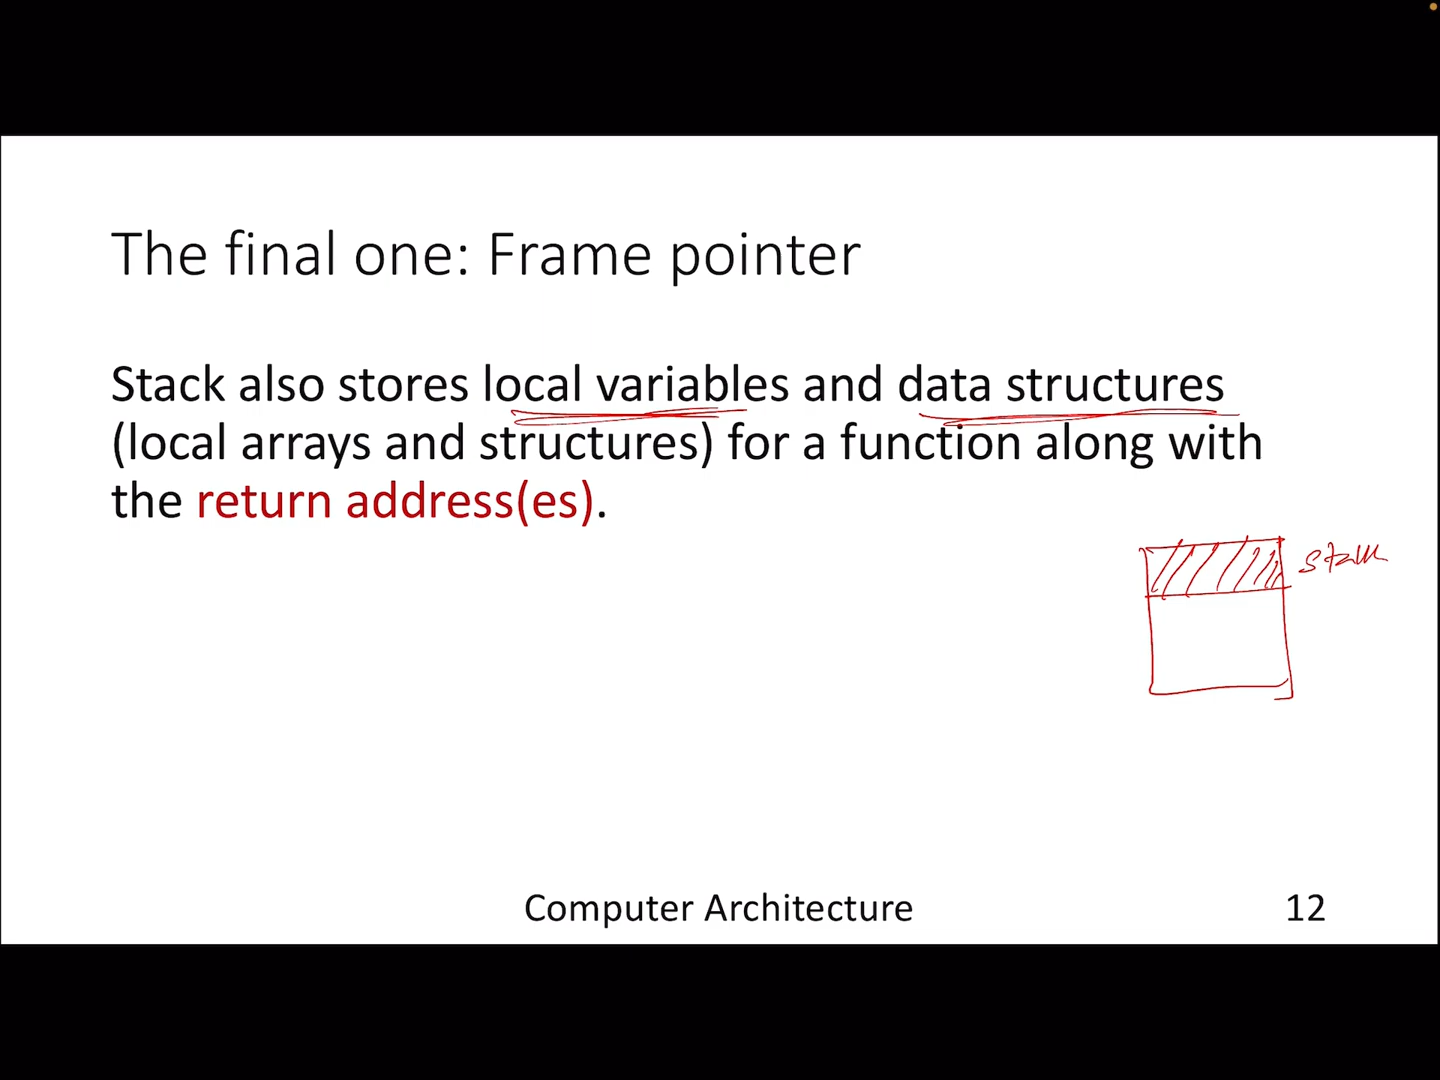 The final one: Frame pointer
Stack also stores local variables and data structures
(local arrays and structures) for a function along with
the return address(es).
Computer Architecture
12